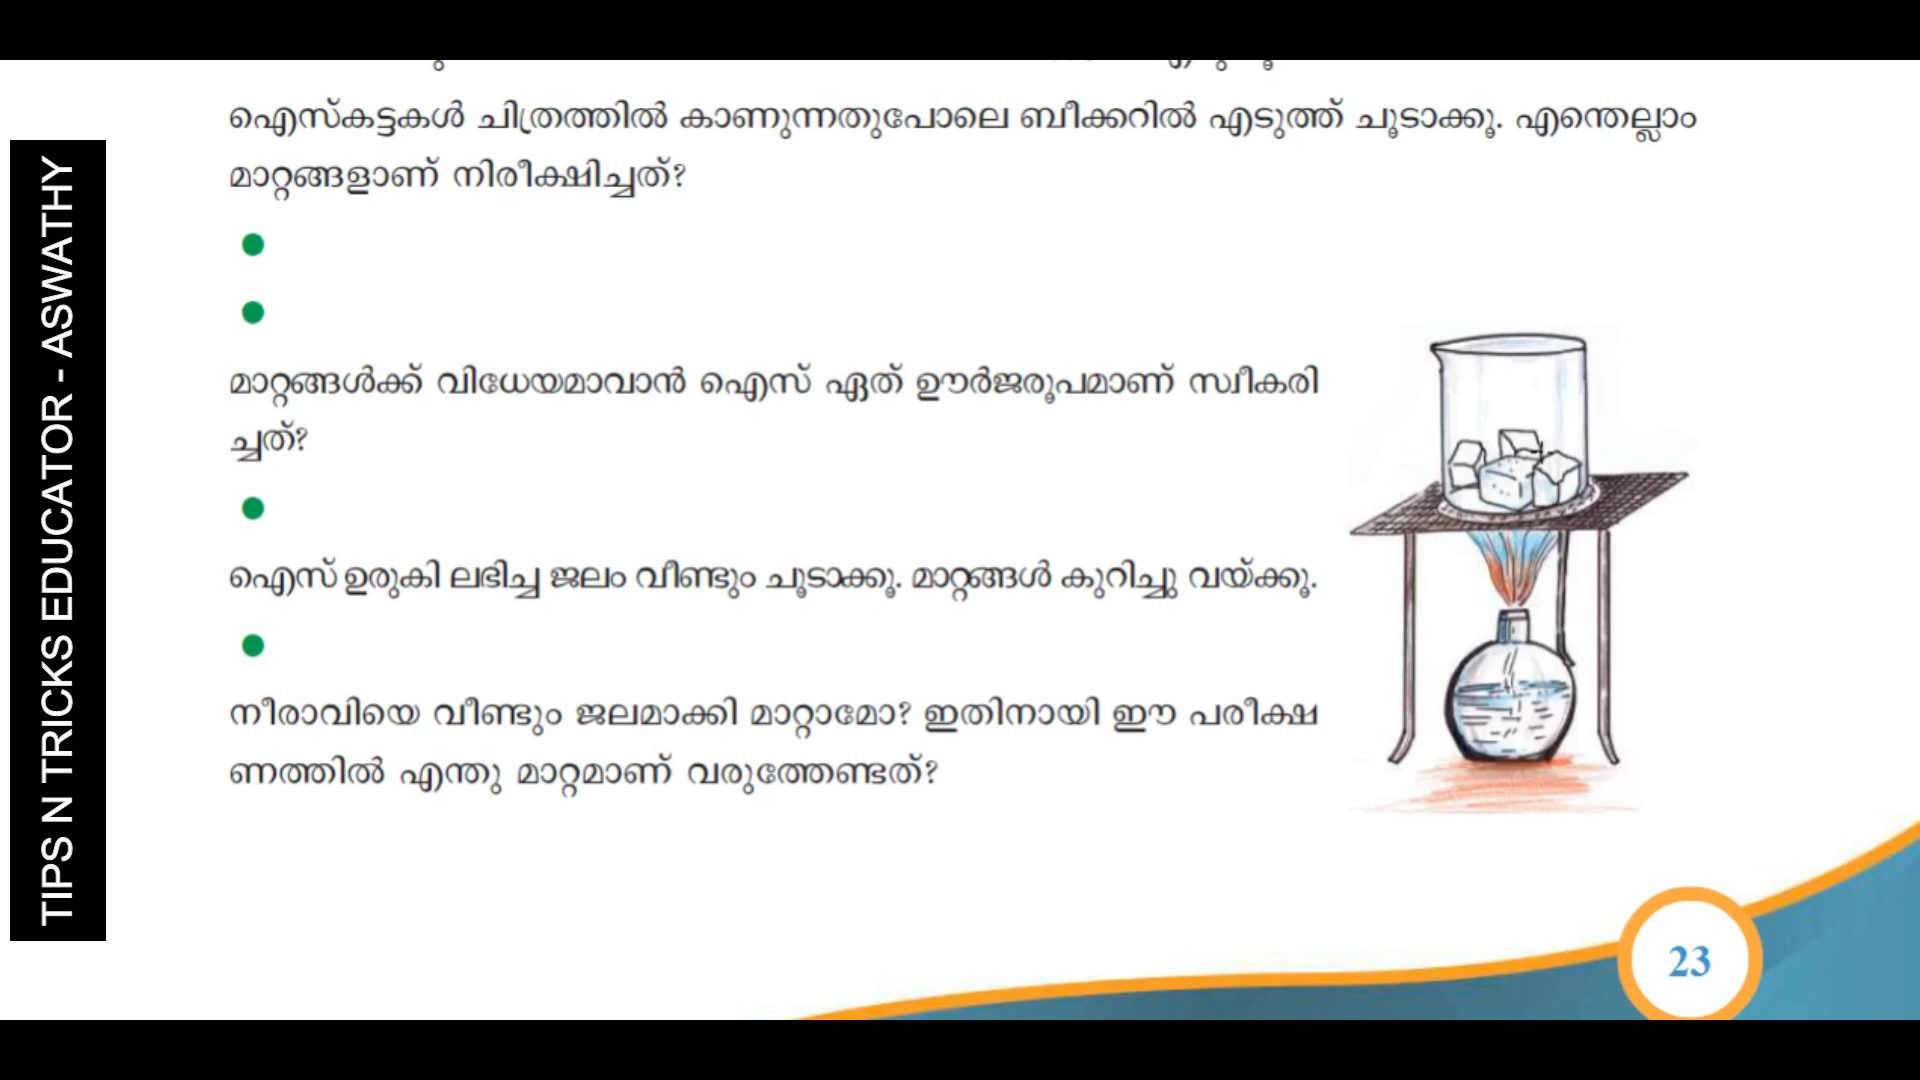 ഐസ്കട്ടകൾ ചിത്രത്തിൽ കാണുന്നതുപോലെ ബീക്കറിൽ എടുത്ത് ചൂടാക്കൂ. എന്തെല്ലാം
മാറ്റങ്ങളാണ് നിരീക്ഷിച്ചത്?
മാറ്റങ്ങൾക്ക് വിധേയമാവാൻ ഐസ് ഏത് ഊർജരൂപമാണ് സ്വീകരി
ച്ചത്?
ഐസ് ഉരുകി ലഭിച്ച ജലം വീണ്ടും ചൂടാക്കൂ. മാറ്റങ്ങൾ കുറിച്ചു വയ്ക്കൂ.
നീരാവിയെ വീണ്ടും ജലമാക്കി മാറ്റാമോ? ഇതിനായി ഈ പരീക്ഷ
ണത്തിൽ എന്തു മാറ്റമാണ് വരുത്തേണ്ടത്?
23
TIPS N TRICKS EDUCATOR - ASWATHY